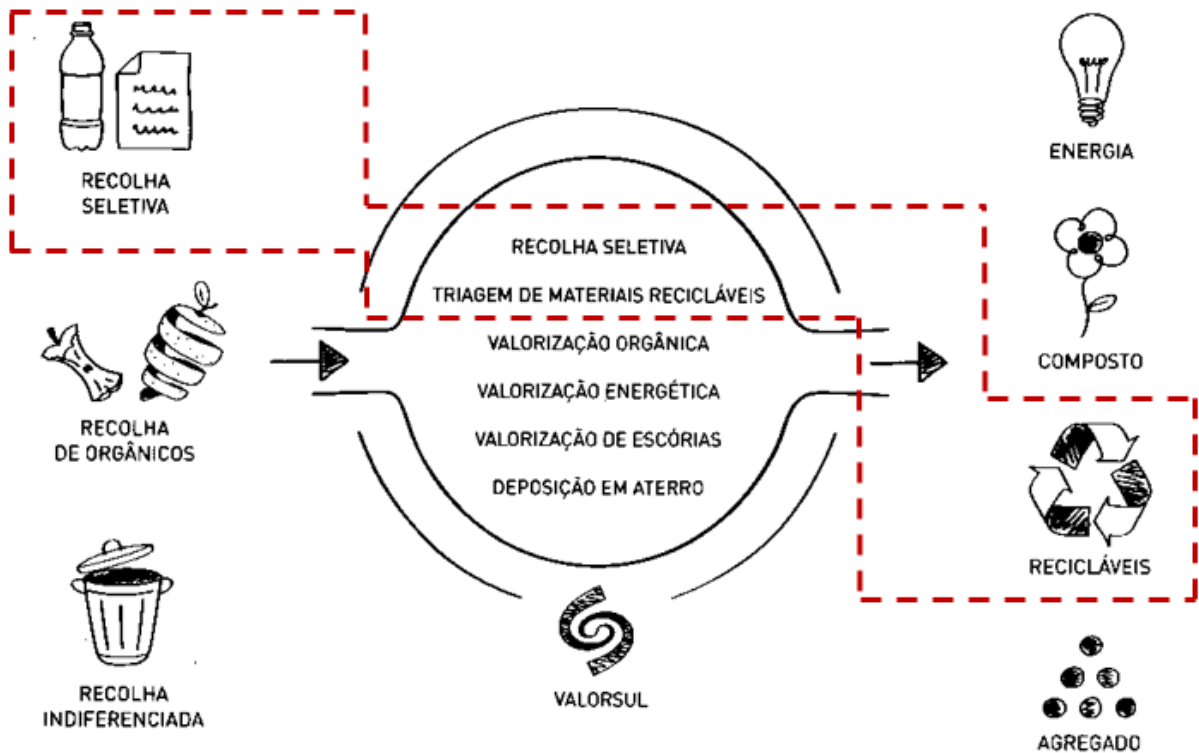 RECOLHA
SELETIVA
RECOLHA
DE ORGÂNICOS
RECOLHA
INDIFERENCIADA
RECOLHA SELETIVA
TRIAGEM DE MATERIAIS RECICLÁVEIS
VALORIZAÇÃO ORGÂNICA
VALORIZAÇÃO ENERGÉTICA
VALORIZAÇÃO DE ESCÓRIAS
DEPOSIÇÃO EM ATERRO
VALORSUL
ENERGIA
COMPOSTO
RECICLÁVEIS
AGREGADO